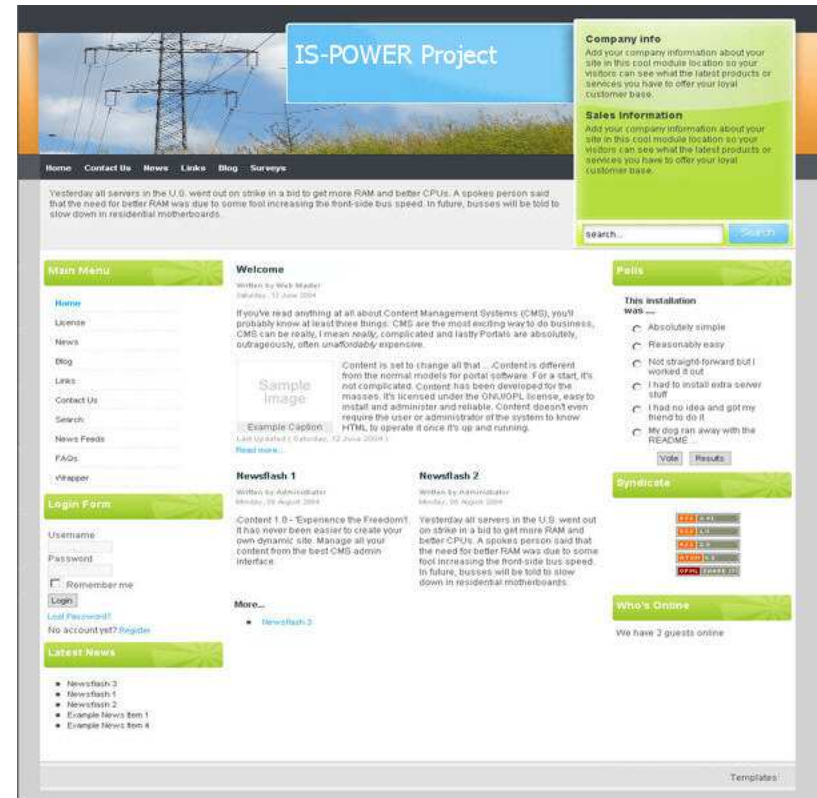 IS-POWER Project
Company info
Add your company information about your
site in this cool module location so your
visitors can see what the latest products or
services you have to offer your loyal
customer base.
Sales Information
Add your company information about your
site in this cool module location so your
visitors can see what the latest products or
services you have to offer your loyal
customer base.
Home Contact Us News Links Blog Surveys
Yesterday all servers in the U.S. went out on strike in a bid to get more RAM and better CPUs. A spokes person said
that the need for better RAM was due to some fool increasing the front-side bus speed. In future, busses will be told to
slow down in residential motherboards.
search...
Search
Main Menu
Home
License
News
Blog
Links
Contact Us
Search
News Feeds
FAQs
Wrapper
Login Form
Username
Password
Remember me
Login
Lost Password?
No account yet? Register
Latest News
Newsflash 3
Newsflash 1
Newsflash 2
Example News Item 1
Example News Item 4
Welcome
Written by Web Master
Saturday, 12 June 2004
If you've read anything at all about Content Management Systems (CMS), you'll
probably know at least three things: CMS are the most exciting way to do business,
CMS can be really, I mean really, complicated and lastly Portals are absolutely,
outrageously, often unaffordably expensive.
Sample
Image
Example Caption
Content is set to change all that ... Content is different
from the normal models for portal software. For a start, it's
not complicated. Content has been developed for the
masses. It's licensed under the GNU/GPL license, easy to
install and administer and reliable. Content doesn't even
require the user or administrator of the system to know
HTML to operate it once it's up and running.
Last Updated ( Saturday, 12 June 2004 )
Read more...
Newsflash 1
Written by Administrator
Monday, 09 August 2004
Content 1.0 - 'Experience the Freedom'!.
It has never been easier to create your
own dynamic site. Manage all your
content from the best CMS admin
interface.
Newsflash 2
Written by Administrator
Monday, 09 August 2004
Yesterday all servers in the U.S. went out
on strike in a bid to get more RAM and
better CPUs. A spokes person said that
the need for better RAM was due to some
fool increasing the front-side bus speed.
In future, busses will be told to slow
down in residential motherboards.
More...
Newsflash 3
Polls
This installation
was ....
Absolutely simple
Reasonably easy
Not straight-forward but I
worked it out
I had to install extra server
stuff
I had no idea and got my
friend to do it
My dog ran away with the
README ...
Vote Results
Syndicate
RSS 0.91
RSS 1.0
RSS 2.0
ATOM 0.3
OPML SHARE IT!
Who's Online
We have 2 guests online
Templates